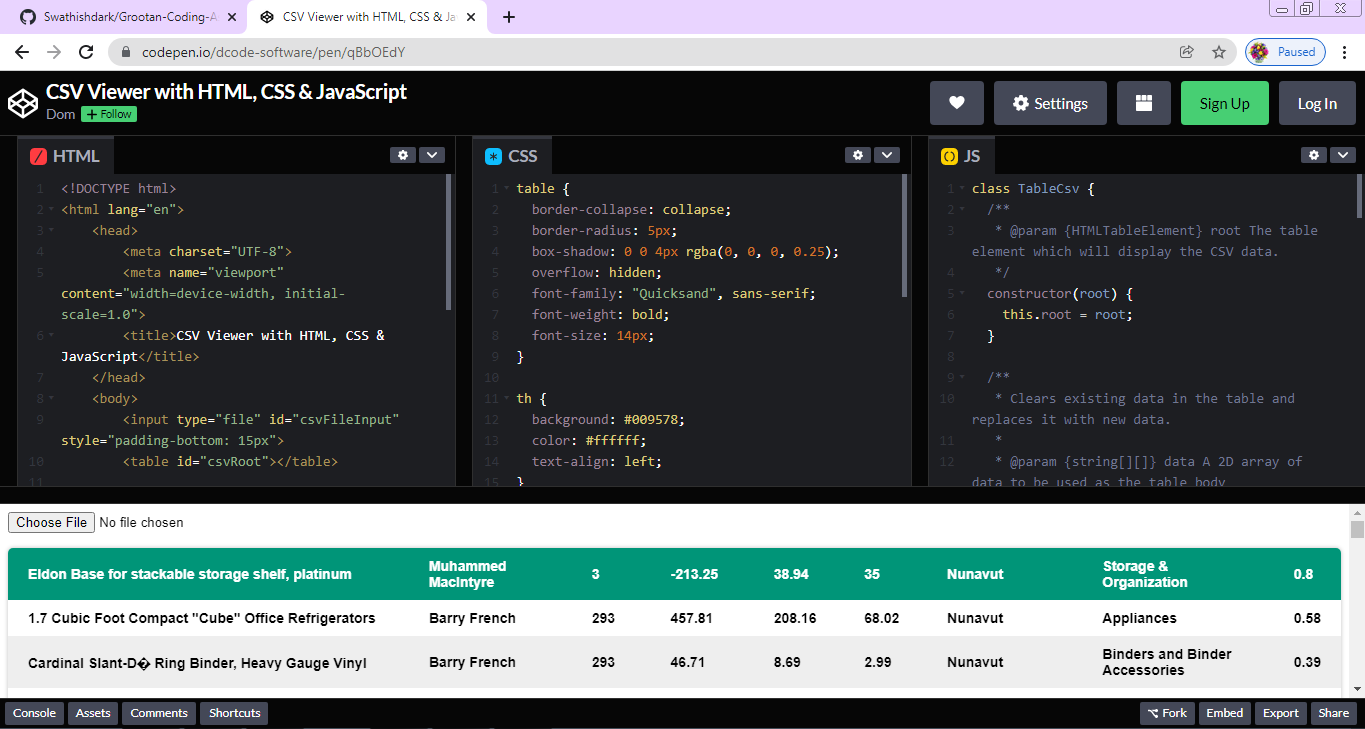 Swathishdark/Grootan-Coding-A
CSV Viewer with HTML, CSS & Ja
codepen.io/dcode-software/pen/qBbOEdY
Paused
CSV Viewer with HTML, CSS & JavaScript
Dom + Follow
Settings
Sign Up
Log In
HTML
1 <!DOCTYPE html>
2 <html lang="en">
3 <head>
4 <meta charset="UTF-8">
5 <meta name="viewport"
content="width=device-width, initial-
scale=1.0">
6 <title>CSV Viewer with HTML, CSS &
JavaScript</title>
7 </head>
8 <body>
9 <input type="file" id="csvFileInput"
style="padding-bottom: 15px">
10 <table id="csvRoot"></table>
11
CSS
1 table {
2 border-collapse: collapse;
3 border-radius: 5px;
4 box-shadow: 0 0 4px rgba(0, 0, 0, 0.25);
5 overflow: hidden;
6 font-family: "Quicksand", sans-serif;
7 font-weight: bold;
8 font-size: 14px;
9 }
10
11 th {
12 background: #009578;
13 color: #ffffff;
14 text-align: left;
15 }
JS
1 class TableCsv {
2 /**
3 * @param {HTMLTableElement} root The table
element which will display the CSV data.
4 */
5 constructor(root) {
6 this.root = root;
7 }
8
9 /**
10 * Clears existing data in the table and
replaces it with new data.
11 *
12 * @param {string[][]} data A 2D array of
data to be used as the table body
Choose File No file chosen
Eldon Base for stackable storage shelf, platinum
Muhammed
MacIntyre
3 -213.25 38.94 35 Nunavut
Storage &
Organization
0.8
1.7 Cubic Foot Compact "Cube" Office Refrigerators Barry French 293 457.81 208.16 68.02 Nunavut Appliances 0.58
Cardinal Slant-D� Ring Binder, Heavy Gauge Vinyl Barry French 293 46.71 8.69 2.99 Nunavut
Binders and Binder
Accessories
0.39
Console Assets Comments Shortcuts Fork Embed Export Share